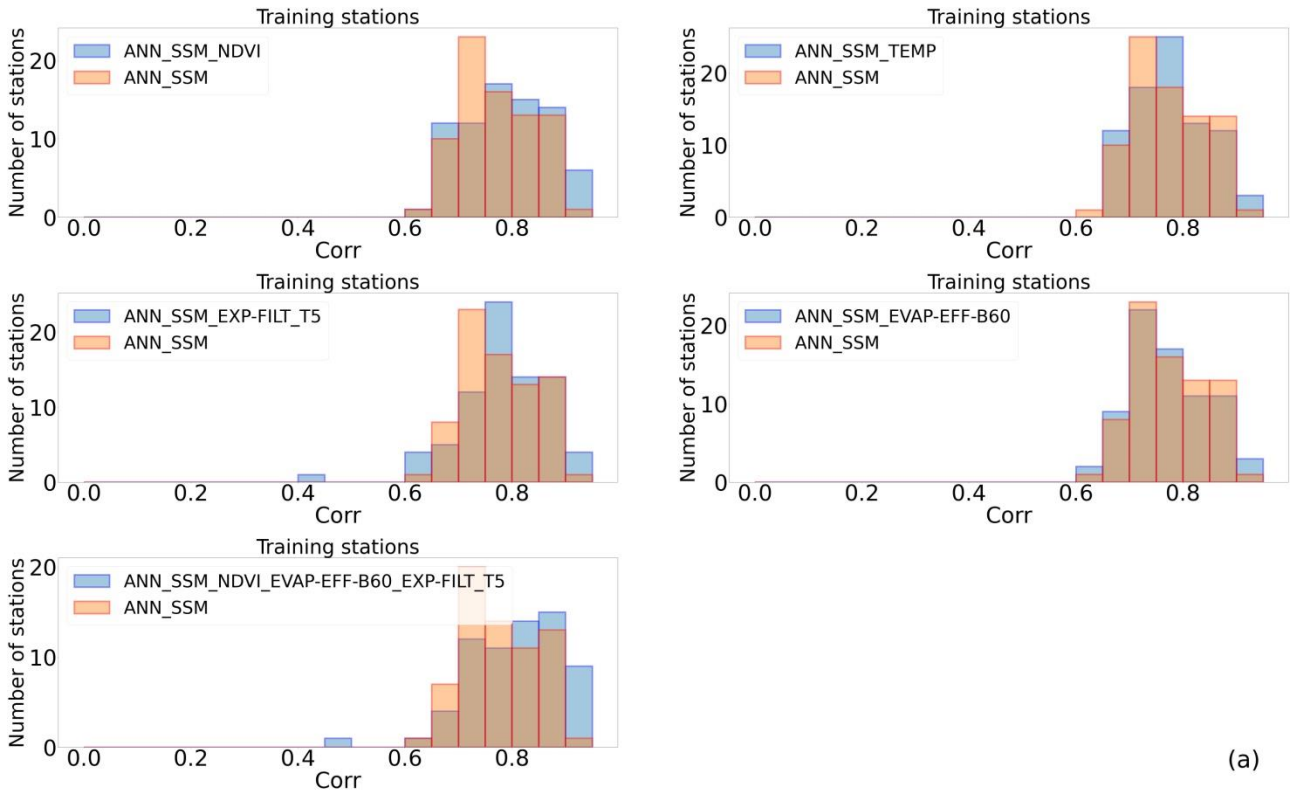 Training stations
Number of stations
20
10
0
ANN_SSM_NDVI
ANN_SSM
0.0 0.2 0.4 0.6 0.8
Corr
Training stations
Number of stations
20
10
0
ANN_SSM_TEMP
ANN_SSM
0.0 0.2 0.4 0.6 0.8
Corr
Training stations
Number of stations
20
10
0
ANN_SSM_EXP-FILT_T5
ANN_SSM
0.0 0.2 0.4 0.6 0.8
Corr
Training stations
Number of stations
20
10
0
ANN_SSM_EVAP-EFF-B60
ANN_SSM
0.0 0.2 0.4 0.6 0.8
Corr
Training stations
Number of stations
20
10
0
ANN_SSM_NDVI_EVAP-EFF-B60_EXP-FILT_T5
ANN_SSM
0.0 0.2 0.4 0.6 0.8
Corr
(a)